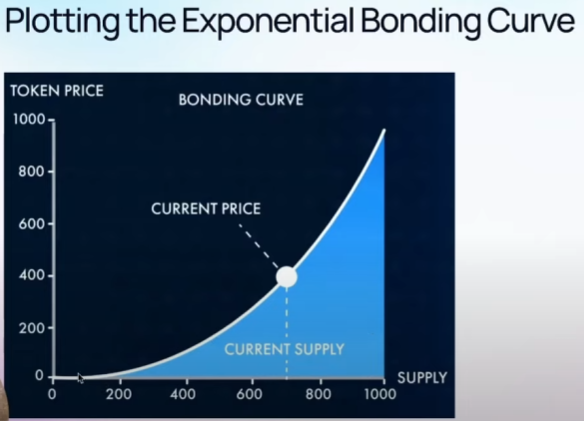 Plotting the Exponential Bonding Curve
TOKEN PRICE
BONDING CURVE
1000
800
CURRENT PRICE
600
400
200
CURRENT SUPPLY
0
SUPPLY
0 200 400 600 800 1000